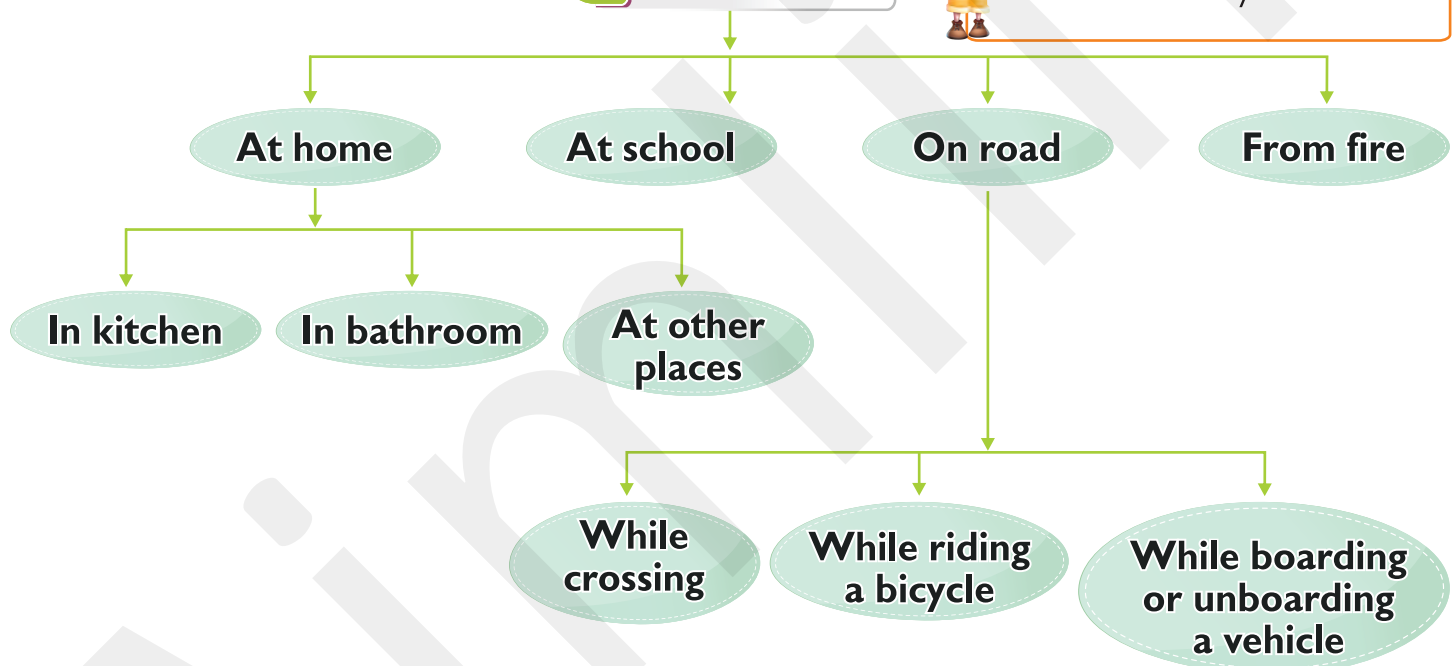 At home
At school
On road
From fire
In kitchen
In bathroom
At other
places
While
crossing
While riding
a bicycle
While boarding
or unboarding
a vehicle